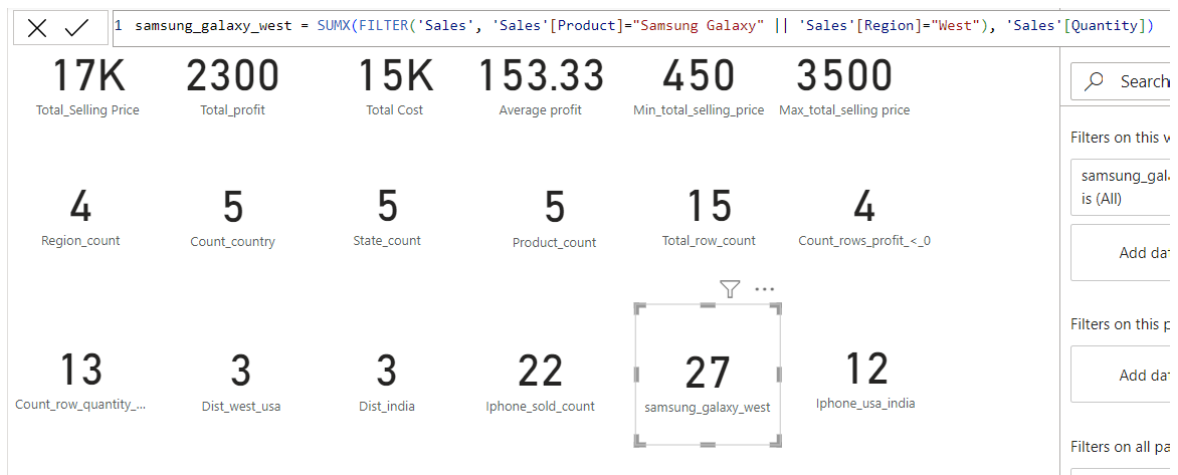 1 samsung_galaxy_west = SUMX(FILTER('Sales', 'Sales'[Product]="Samsung Galaxy" || 'Sales'[Region]="West"), 'Sales'[Quantity])
17K 2300 15K 153.33 450 3500
Total_Selling Price Total_profit Total Cost Average profit Min_total_selling_price Max_total_selling price
Search
Filters on this
samsung_gal
is (All)
4 5 5 5 15 4
Region_count Count_country State_count Product_count Total_row_count Count_rows_profit_<_0
Add da
Filters on this p
13 3 3 22 27 12
Count_row_quantity_... Dist_west_usa Dist_india Iphone_sold_count samsung_galaxy_west Iphone_usa_india
Add da
Filters on all pa